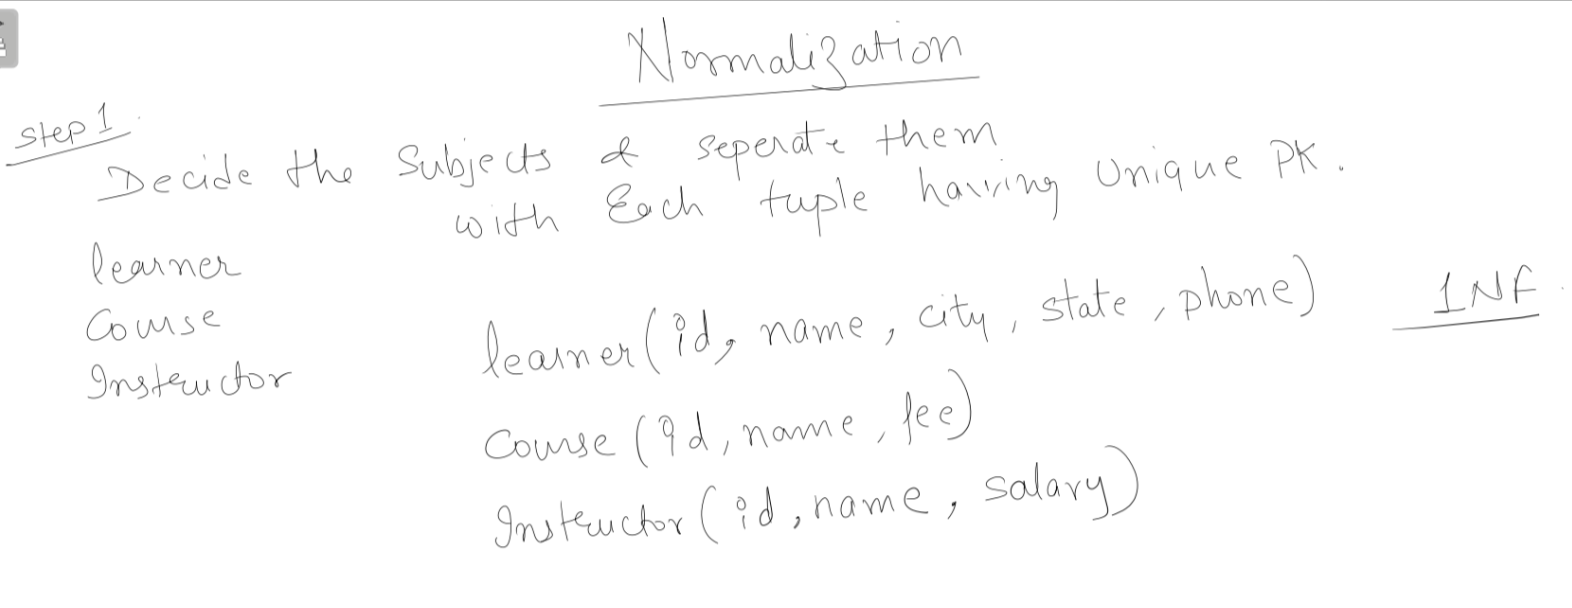 Normalization
Step 1
Decide the Subjects & seperate them
with Each tuple having Unique PK.
learner
Course
Instructor
learner (id, name, city, state, phone) 1NF
Course (id, name, fee)
Instructor (id, name, salary)